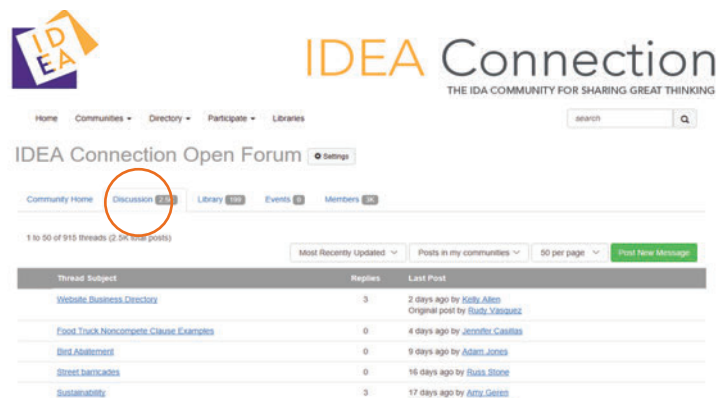 IDEA
IDEA Connection
THE IDA COMMUNITY FOR SHARING GREAT THINKING
Home Communities Directory Participate Libraries search
IDEA Connection Open Forum Settings
Community Home Discussion 2.5K Library 199 Events 0 Members 3K
1 to 50 of 915 threads (2.5K total posts)
Most Recently Updated Posts in my communities 50 per page Post New Message
Thread Subject Replies Last Post
Website Business Directory 3 2 days ago by Kelly Allen
Original post by Rudy Vasquez
Food Truck Noncompete Clause Examples 0 4 days ago by Jennifer Casillas
Bird Abatement 0 9 days ago by Adam Jones
Street barricades 0 16 days ago by Russ Stone
Sustainability 3 17 days ago by Amy Geren